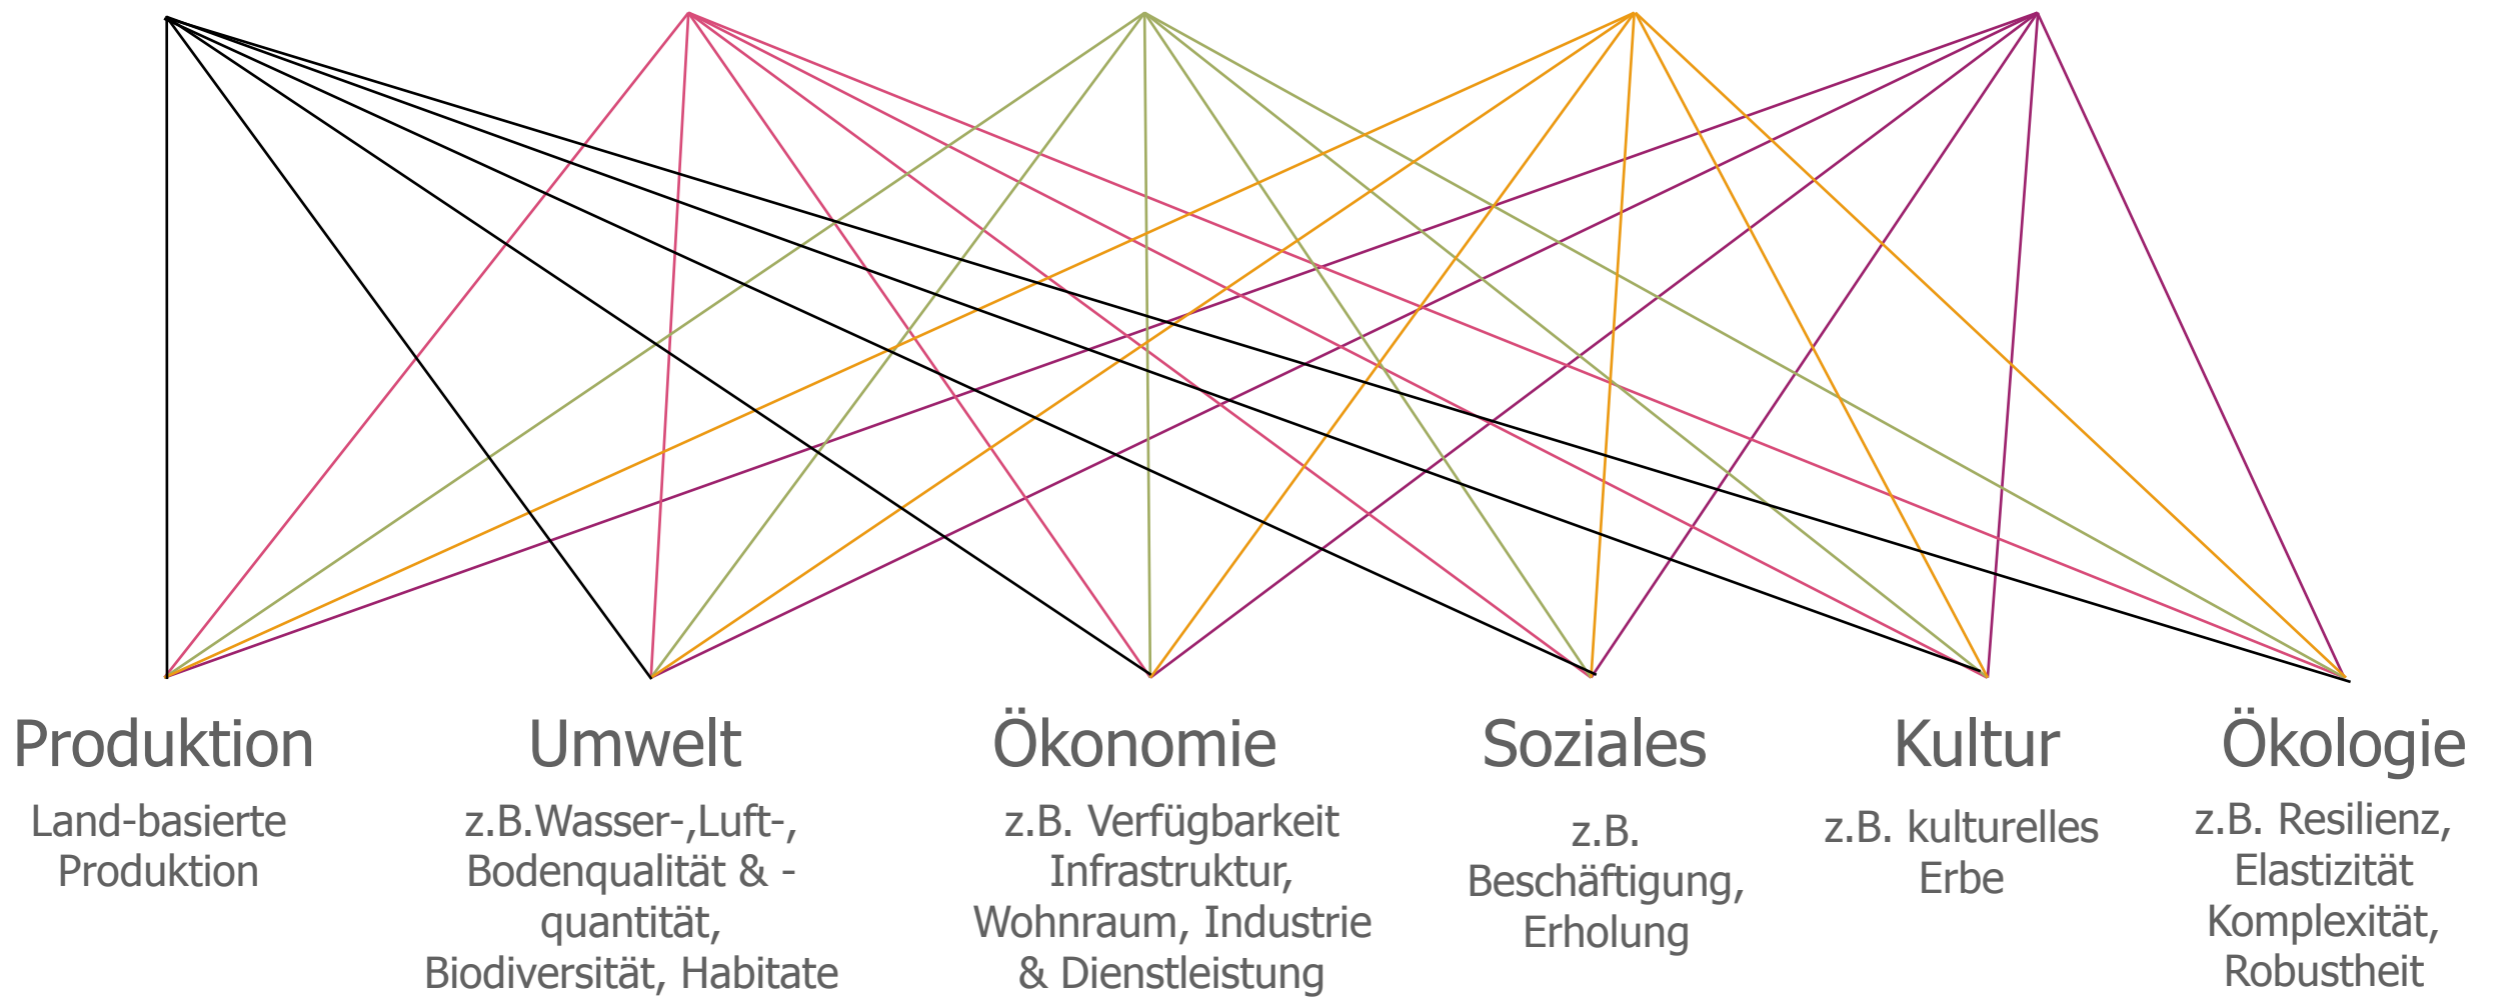 Produktion
Land-basierte
Produktion
Umwelt
z.B.Wasser-,Luft-,
Bodenqualität & -
quantität,
Biodiversität, Habitate
Ökonomie
z.B. Verfügbarkeit
Infrastruktur,
Wohnraum, Industrie
& Dienstleistung
Soziales
z.B.
Beschäftigung,
Erholung
Kultur
z.B. kulturelles
Erbe
Ökologie
z.B. Resilienz,
Elastizität
Komplexität,
Robustheit